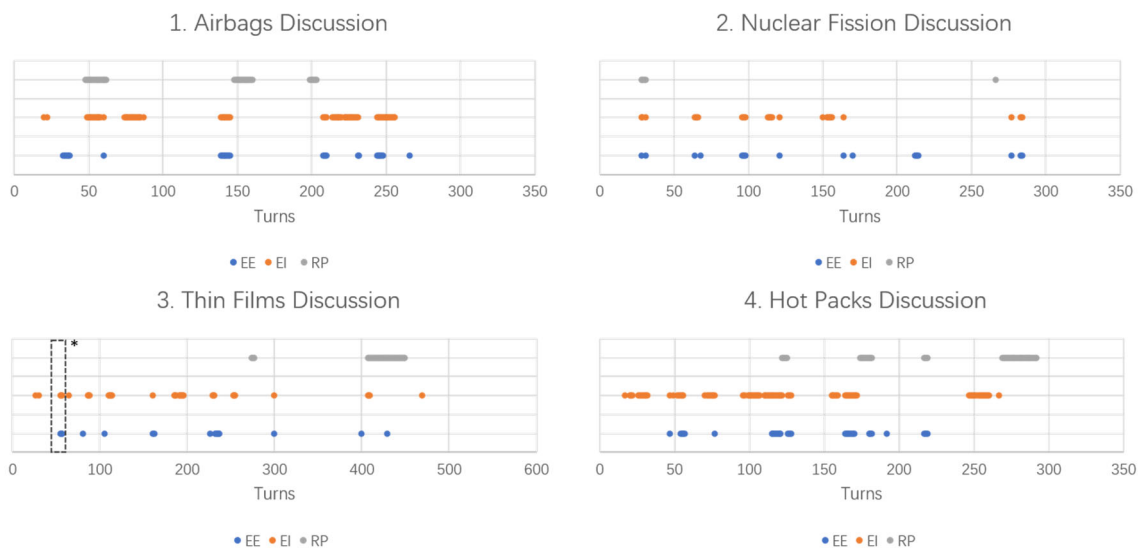 1. Airbags Discussion
0 50 100 150 200 250 300 350
Turns
EE EI RP
2. Nuclear Fission Discussion
0 50 100 150 200 250 300 350
Turns
EE EI RP
3. Thin Films Discussion
*
0 100 200 300 400 500 600
Turns
EE EI RP
4. Hot Packs Discussion
0 50 100 150 200 250 300 350
Turns
EE EI RP